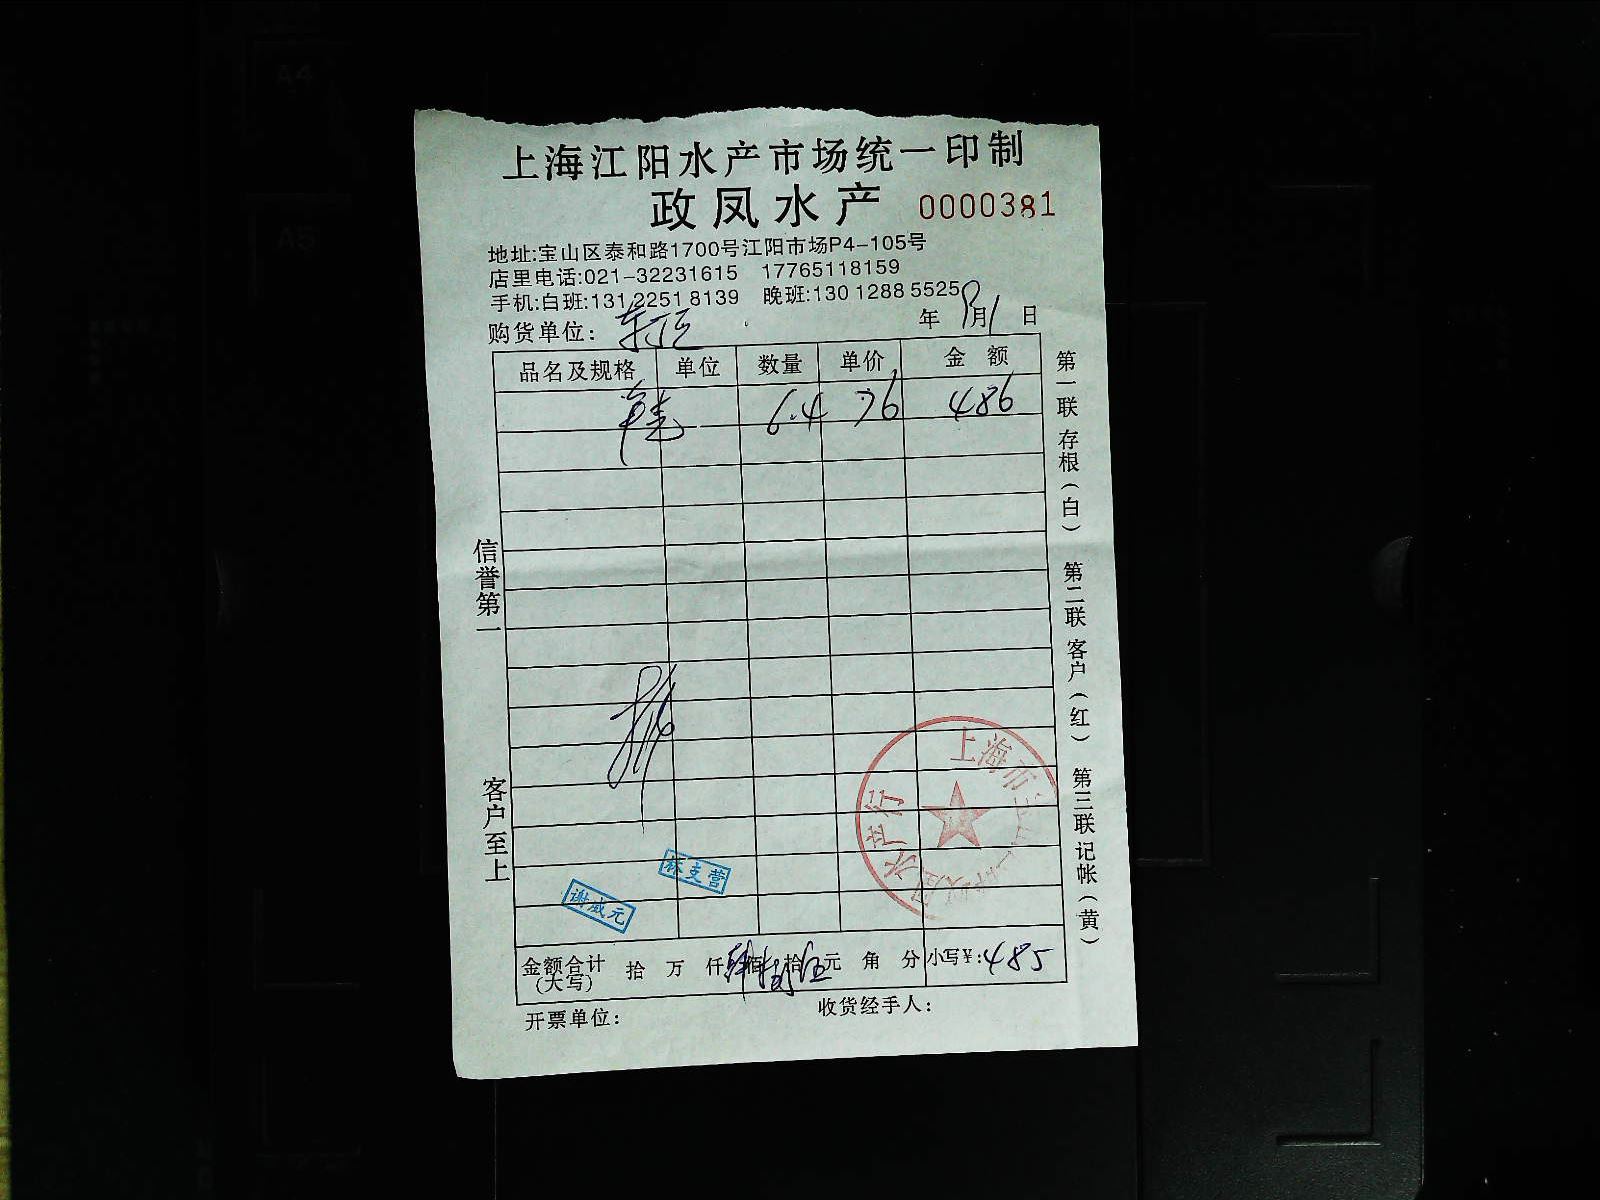 上海江阳水产市场统一印制
政凤水产 0000381
地址:宝山区泰和路1700号江阳市场P4-105号
店里电话:021-32231615 17765118159
手机:白班:131 2251 8139 晚班:130 1288 5525
购货单位: 年9月1日
品名及规格 单位 数量 单价 金额
6.4 76 486
信誉第一
客户至上
第一联存根(白) 第二联客户(红) 第三联记帐(黄)
上海市
水产行
林支营
谢成元
金额合计(大写) 拾 万 仟 佰 拾 伍元 角 分 小写¥:485
开票单位: 收货经手人: